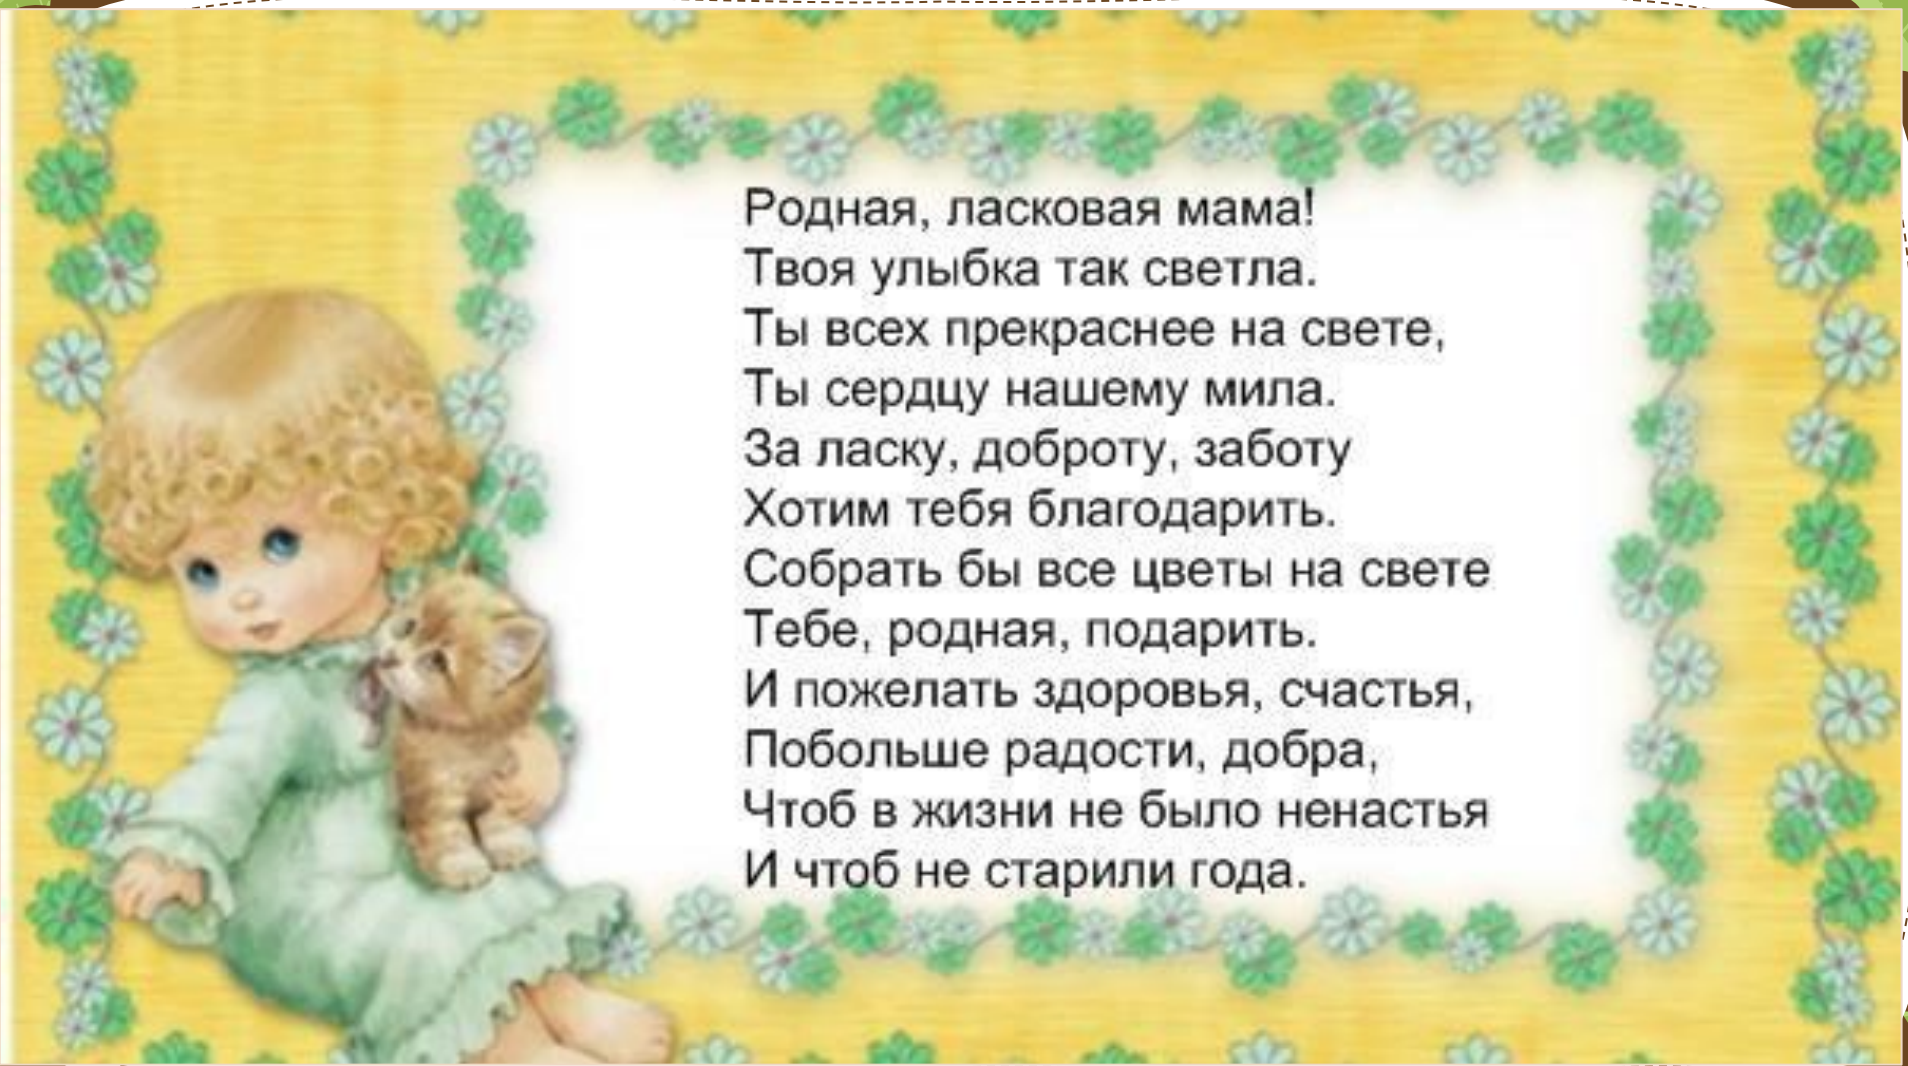 Родная, ласковая мама!
Твоя улыбка так светла.
Ты всех прекраснее на свете,
Ты сердцу нашему мила.
За ласку, доброту, заботу
Хотим тебя благодарить.
Собрать бы все цветы на свете
Тебе, родная, подарить.
И пожелать здоровья, счастья,
Побольше радости, добра,
Чтоб в жизни не было ненастья
И чтоб не старили года.